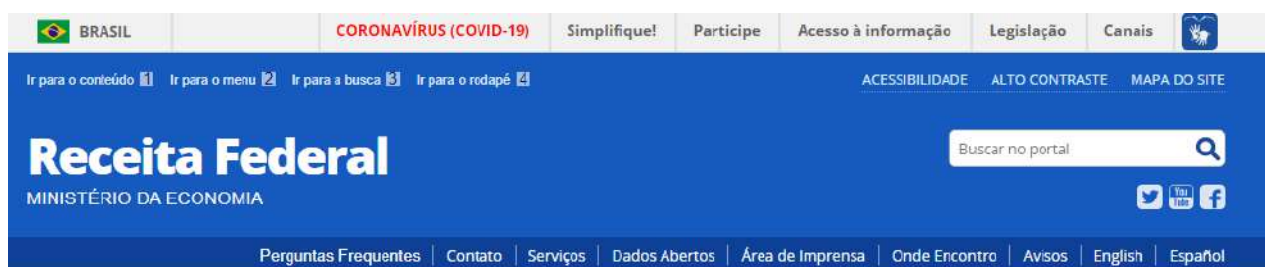 BRASIL CORONAVÍRUS (COVID-19) Simplifique! Participe Acesso à informação Legislação Canais
Ir para o conteúdo 1 Ir para o menu 2 Ir para a busca 3 Ir para o rodapé 4 ACESSIBILIDADE ALTO CONTRASTE MAPA DO SITE
Receita Federal Buscar no portal
MINISTÉRIO DA ECONOMIA You Tube
Perguntas Frequentes Contato Serviços Dados Abertos Área de Imprensa Onde Encontro Avisos English Español